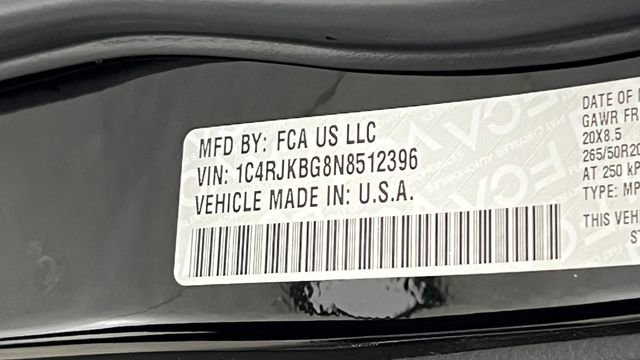 MFD BY: FCA US LLC
VIN: 1C4RJKBG8N8512396
VEHICLE MADE IN: U.S.A.
DATE OF
GAWR FR
20X8.5
265/50R20
AT 250 kP
TYPE: MP
THIS VEH